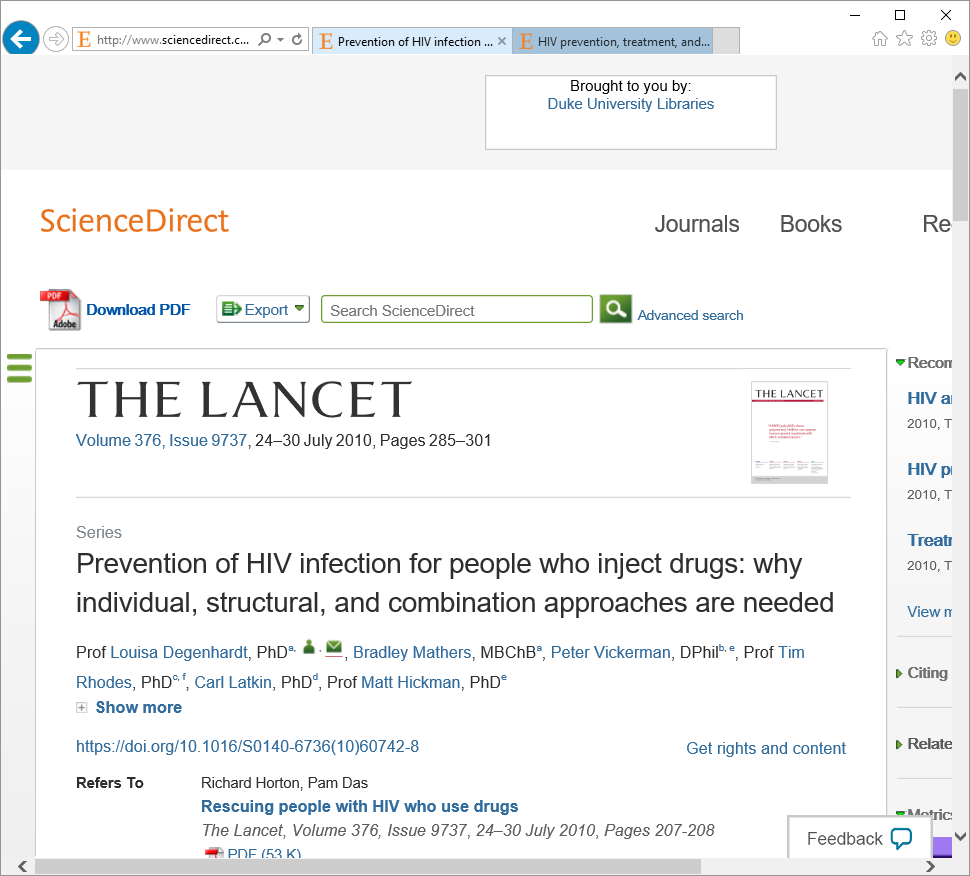 http://www.sciencedirect.c...
Prevention of HIV infection ...
HIV prevention, treatment, and...
Brought to you by:
Duke University Libraries
ScienceDirect
Journals Books Re
PDF Adobe Download PDF Export Search ScienceDirect Advanced search
THE LANCET
THE LANCET
Volume 376, Issue 9737, 24–30 July 2010, Pages 285–301
Series
Prevention of HIV infection for people who inject drugs: why
individual, structural, and combination approaches are needed
Prof Louisa Degenhardt, PhDa, , , Bradley Mathers, MBChBa, Peter Vickerman, DPhilb, e, Prof Tim
Rhodes, PhDc, f, Carl Latkin, PhDd, Prof Matt Hickman, PhDe
Show more
https://doi.org/10.1016/S0140-6736(10)60742-8
Get rights and content
Refers To Richard Horton, Pam Das
Rescuing people with HIV who use drugs
The Lancet, Volume 376, Issue 9737, 24–30 July 2010, Pages 207-208
PDF (53 K)
Recom
HIV a
2010, T
HIV p
2010, T
Treatr
2010, T
View m
Citing
Relate
Metrics
Feedback